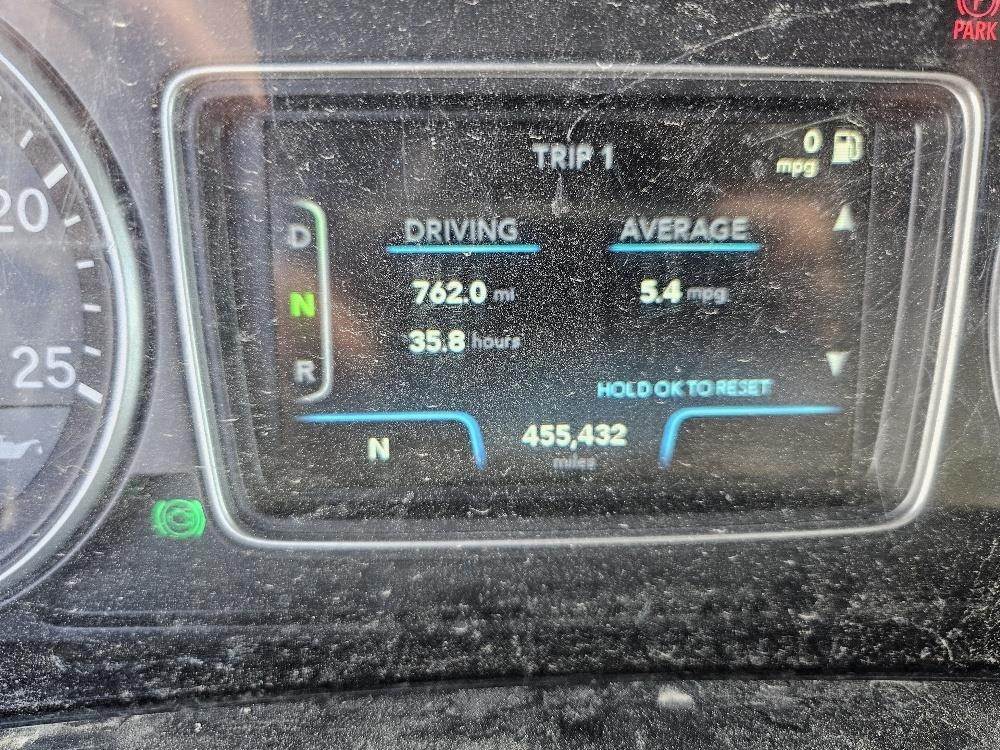 PARK
TRIP 1
0
mpg
20
D
DRIVING
AVERAGE
N
762.0 mi
5.4 mpg
35.8 hours
25
R
HOLD OK TO RESET
N
455,432
miles